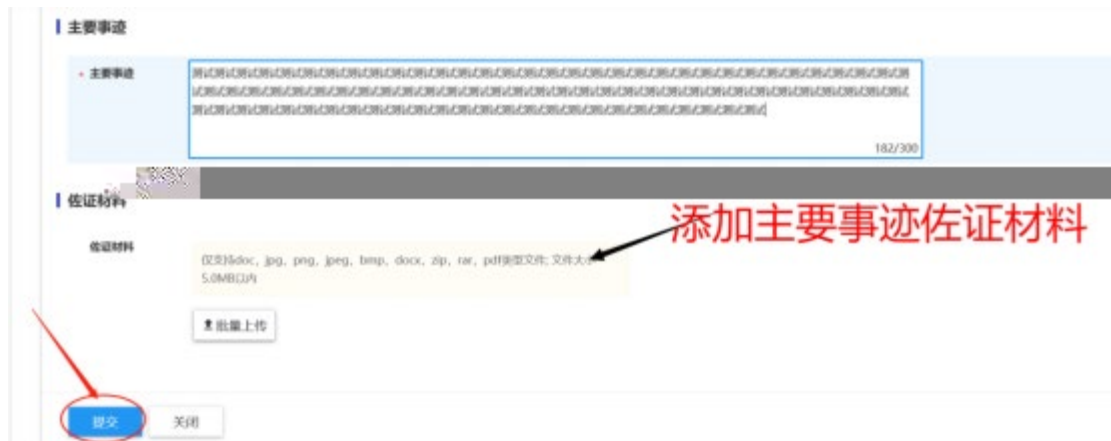 主要事迹
* 主要事迹
测试测试测试测试测试测试测试测试测试测试测试测试测试测试测试测试测试测试测试测试测试测试测试测试测试测试测试测试测试测试测试测试测
试测试测试测试测试测试测试测试测试测试测试测试测试测试测试测试测试测试测试测试测试测试测试测试测试测试测试测试测试测试测试测试测试
测试测试测试测试测试测试测试测试测试测试测试测试测试测试测试测试测试测试测试测试测试测试测试测试测试测试
182/300
佐证材料
添加主要事迹佐证材料
佐证材料
仅支持doc, jpg, png, jpeg, bmp, docx, zip, rar, pdf类型文件; 文件大小
5.0MB以内
批量上传
提交
关闭